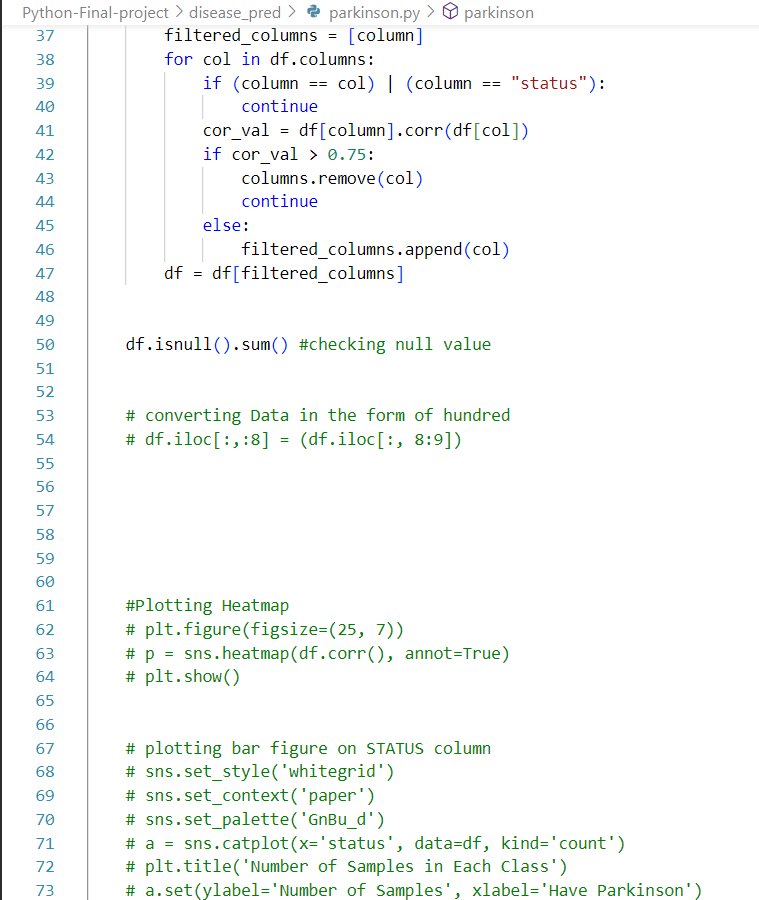 Python-Final-project > disease_pred > parkinson.py > parkinson
37 filtered_columns = [column]
38 for col in df.columns:
39 if (column == col) | (column == "status"):
40 continue
41 cor_val = df[column].corr(df[col])
42 if cor_val > 0.75:
43 columns.remove(col)
44 continue
45 else:
46 filtered_columns.append(col)
47 df = df[filtered_columns]
48
49
50 df.isnull().sum() #checking null value
51
52
53 # converting Data in the form of hundred
54 # df.iloc[:,:8] = (df.iloc[:, 8:9])
55
56
57
58
59
60
61 #Plotting Heatmap
62 # plt.figure(figsize=(25, 7))
63 # p = sns.heatmap(df.corr(), annot=True)
64 # plt.show()
65
66
67 # plotting bar figure on STATUS column
68 # sns.set_style('whitegrid')
69 # sns.set_context('paper')
70 # sns.set_palette('GnBu_d')
71 # a = sns.catplot(x='status', data=df, kind='count')
72 # plt.title('Number of Samples in Each Class')
73 # a.set(ylabel='Number of Samples', xlabel='Have Parkinson')